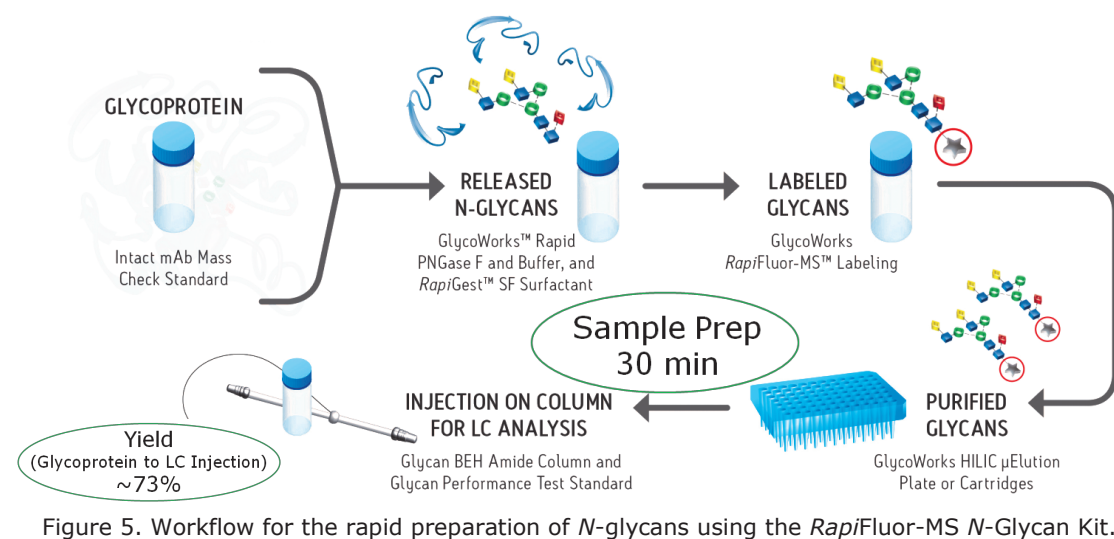 GLYCOPROTEIN
Intact mAb Mass
Check Standard
RELEASED
N-GLYCANS
GlycoWorks™ Rapid
PNGase F and Buffer, and
RapiGest™ SF Surfactant
LABELED
GLYCANS
GlycoWorks
RapiFluor-MS™ Labeling
Sample Prep
30 min
PURIFIED
GLYCANS
GlycoWorks HILIC µElution
Plate or Cartridges
INJECTION ON COLUMN
FOR LC ANALYSIS
Glycan BEH Amide Column and
Glycan Performance Test Standard
Yield
(Glycoprotein to LC Injection)
~73%
Figure 5. Workflow for the rapid preparation of N-glycans using the RapiFluor-MS N-Glycan Kit.